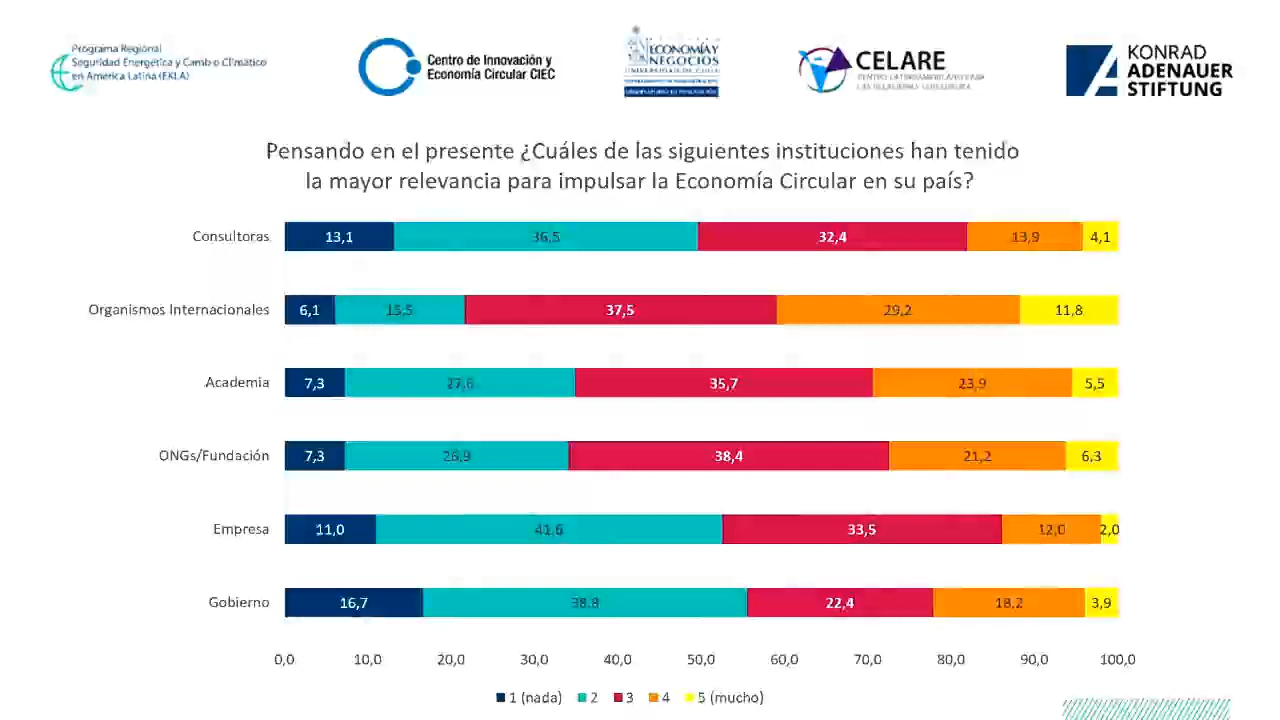 Programa Regional
Seguridad Energética y Cambio Climático
en América Latina (EKLA)
Centro de Innovación y
Economía Circular CIEC
ECONOMÍA Y
NEGOCIOS
UNIVERSIDAD DE CHILE
CELARE
KONRAD
ADENAUER
STIFTUNG
Pensando en el presente ¿Cuáles de las siguientes instituciones han tenido
la mayor relevancia para impulsar la Economía Circular en su país?
Consultoras 13,1 36,5 32,4 13,9 4,1
Organismos Internacionales 6,1 15,5 37,5 29,2 11,8
Academia 7,3 27,6 35,7 23,9 5,5
ONGs/Fundación 7,3 26,9 38,4 21,2 6,3
Empresa 11,0 41,6 33,5 12,0 2,0
Gobierno 16,7 38,8 22,4 18,2 3,9
0,0 10,0 20,0 30,0 40,0 50,0 60,0 70,0 80,0 90,0 100,0
1 (nada) 2 3 4 5 (mucho)